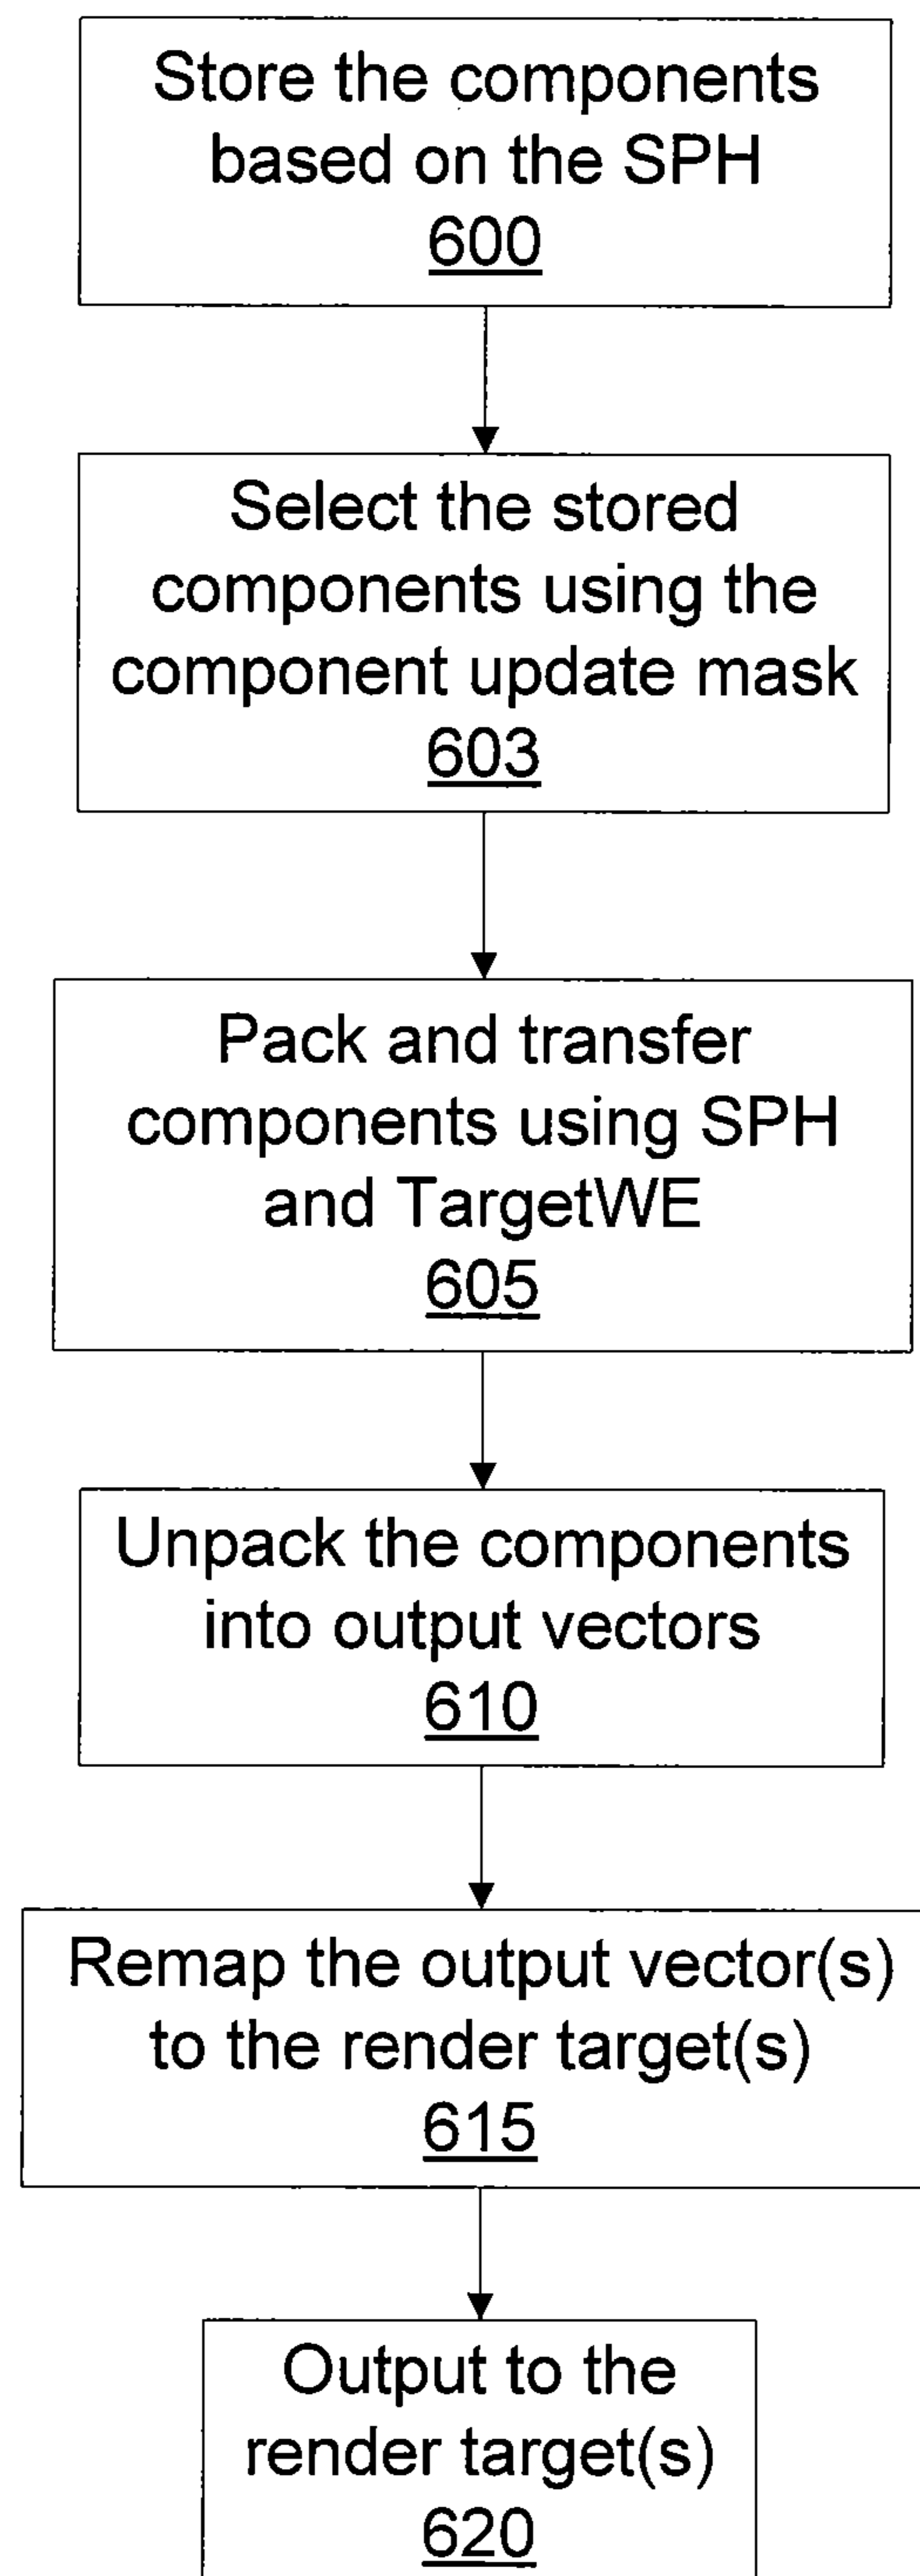 Store the components
based on the SPH
600
Select the stored
components using the
component update mask
603
Pack and transfer
components using SPH
and TargetWE
605
Unpack the components
into output vectors
610
Remap the output vector(s)
to the render target(s)
615
Output to the
render target(s)
620